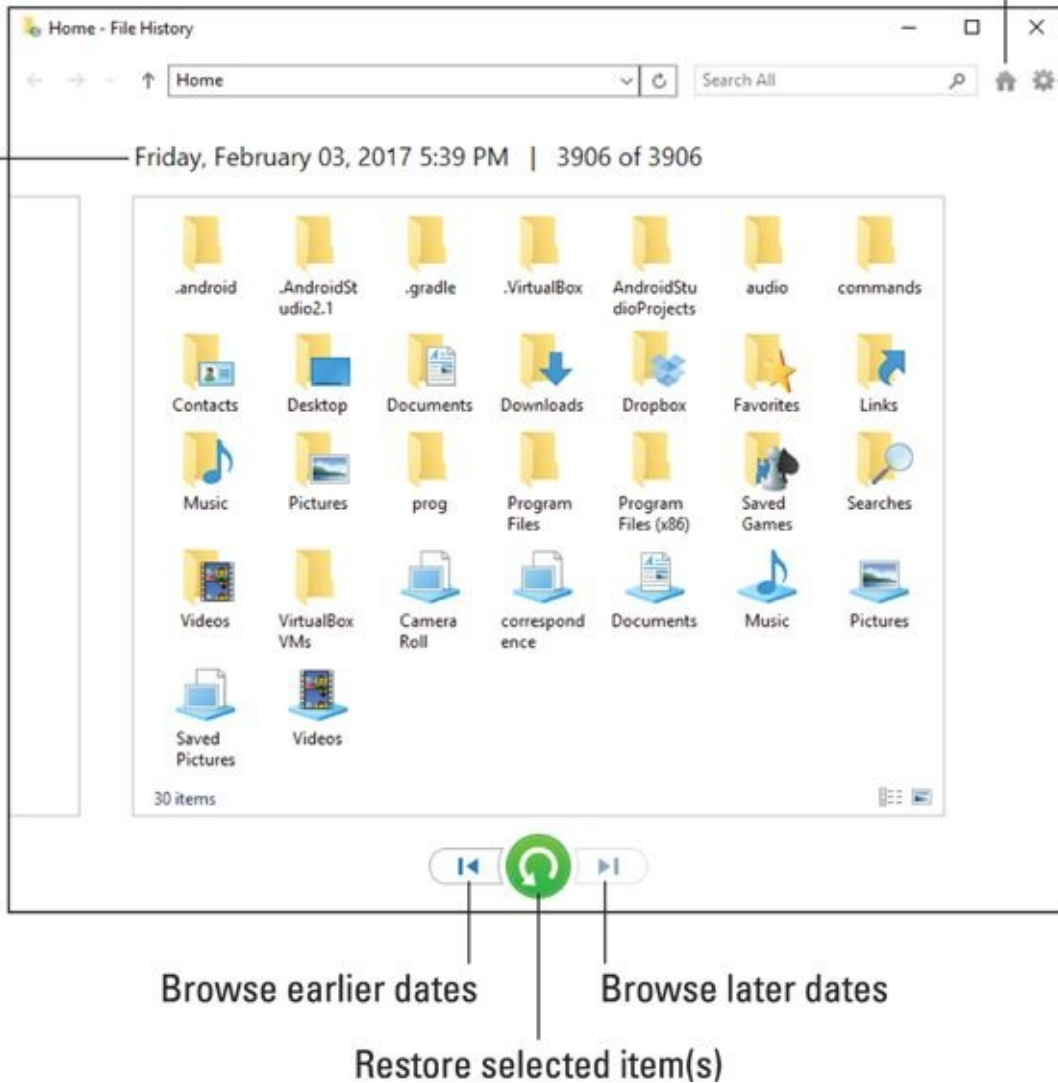 Home - File History
Home
Search All
Friday, February 03, 2017 5:39 PM | 3906 of 3906
.android
.AndroidSt
udio2.1
.gradle
.VirtualBox
AndroidStu
dioProjects
audio
commands
Contacts
Desktop
Documents
Downloads
Dropbox
Favorites
Links
Music
Pictures
prog
Program
Files
Program
Files (x86)
Saved
Games
Searches
Videos
VirtualBox
VMs
Camera
Roll
correspond
ence
Documents
Music
Pictures
Saved
Pictures
Videos
30 items
Browse earlier dates
Browse later dates
Restore selected item(s)